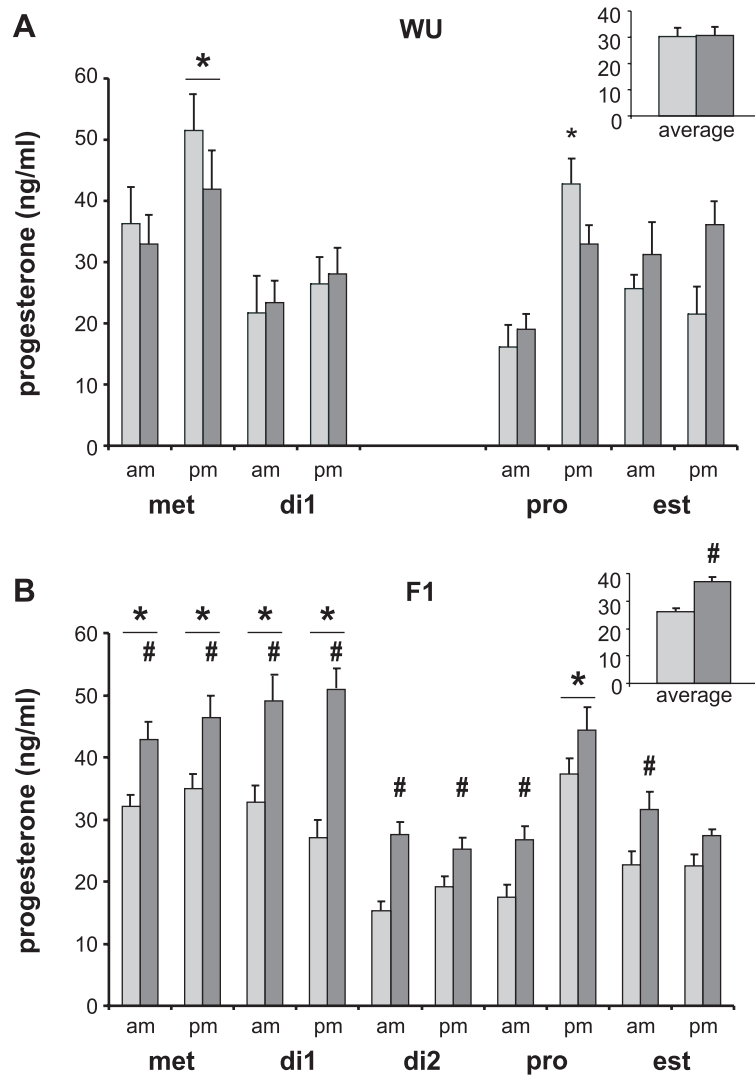 A
WU
progesterone (ng/ml)
60
50
40
30
20
10
0
*
*
am pm am pm am pm am pm
met di1 pro est
40
30
20
10
0
average
B
F1
progesterone (ng/ml)
60
50
40
30
20
10
0
* * * *
# # # #
# # #
*
#
am pm am pm am pm am pm am pm
met di1 di2 pro est
#
40
30
20
10
0
average